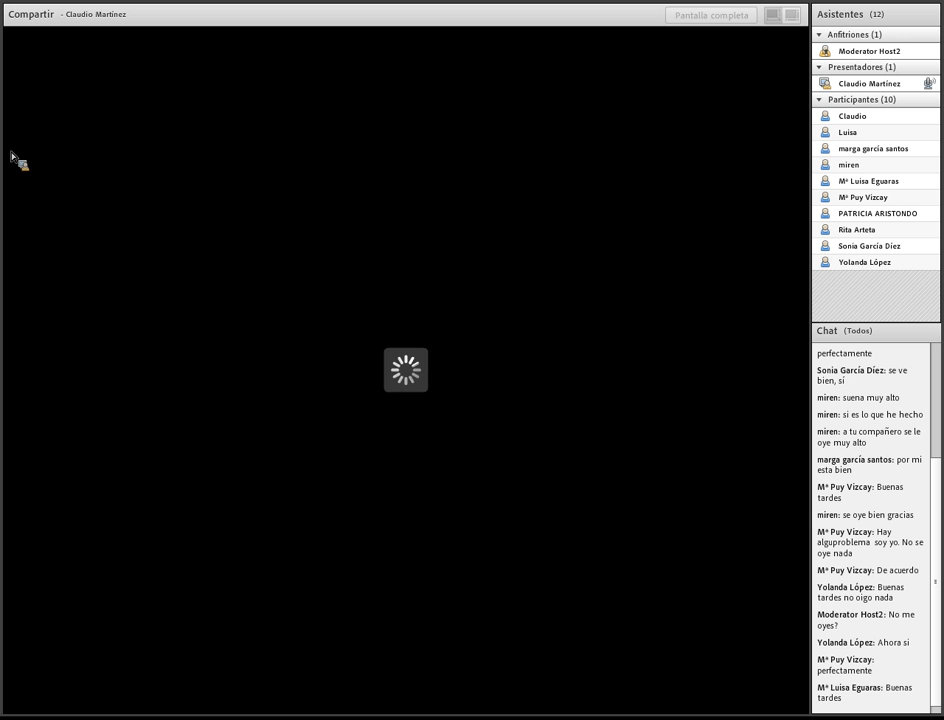 Compartir - Claudio Martínez
Pantalla completa
Asistentes (12)
Anfitriones (1)
Moderator Host2
Presentadores (1)
Claudio Martínez
Participantes (10)
Claudio
Luisa
marga garcía santos
miren
Mª Luisa Eguaras
Mª Puy Vizcay
PATRICIA ARISTONDO
Rita Arteta
Sonia García Díez
Yolanda López
Chat (Todos)
perfectamente
Sonia García Díez: se ve
bien, sí
miren: suena muy alto
miren: si es lo que he hecho
miren: a tu compañero se le
oye muy alto
marga garcía santos: por mi
esta bien
Mª Puy Vizcay: Buenas
tardes
miren: se oye bien gracias
Mª Puy Vizcay: Hay
alguproblema soy yo. No se
oye nada
Mª Puy Vizcay: De acuerdo
Yolanda López: Buenas
tardes no oigo nada
Moderator Host2: No me
oyes?
Yolanda López: Ahora sí
Mª Puy Vizcay:
perfectamente
Mª Luisa Eguaras: Buenas
tardes